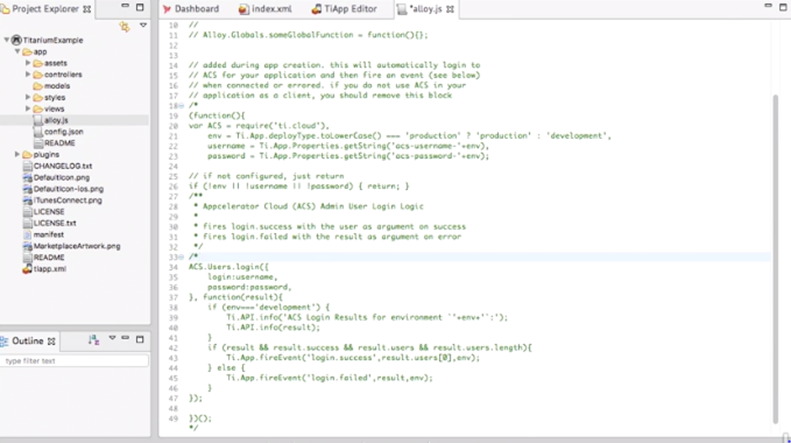 Project Explorer
Dashboard
index.xml
TiApp Editor
*alloy.js
TitaniumExample
app
assets
controllers
models
styles
views
alloy.js
config.json
README
plugins
CHANGELOG.txt
DefaultIcon.png
DefaultIcon-ios.png
iTunesConnect.png
LICENSE
LICENSE.txt
manifest
MarketplaceArtwork.png
README
tiapp.xml
Outline
type filter text
10 //
11 // Alloy.Globals.someGlobalFunction = function(){};
12
13
14 // added during app creation. this will automatically login to
15 // ACS for your application and then fire an event (see below)
16 // when connected or errored. if you do not use ACS in your
17 // application as a client, you should remove this block
18 /*
19 (function(){
20 var ACS = require('ti.cloud'),
21 env = Ti.App.deployType.toLowerCase() === 'production' ? 'production' : 'development',
22 username = Ti.App.Properties.getString('acs-username-'+env),
23 password = Ti.App.Properties.getString('acs-password-'+env);
24
25 // if not configured, just return
26 if (!env || !username || !password) { return; }
27 /**
28 * Appcelerator Cloud (ACS) Admin User Login Logic
29 *
30 * fires login.success with the user as argument on success
31 * fires login.failed with the result as argument on error
32 */
33 /*
34 ACS.Users.login({
35 login:username,
36 password:password,
37 }, function(result){
38 if (env==='development') {
39 Ti.API.info('ACS Login Results for environment `'+env+'`:');
40 Ti.API.info(result);
41 }
42 if (result && result.success && result.users && result.users.length){
43 Ti.App.fireEvent('login.success',result.users[0],env);
44 } else {
45 Ti.App.fireEvent('login.failed',result,env);
46 }
47 });
48
49 })();
*/